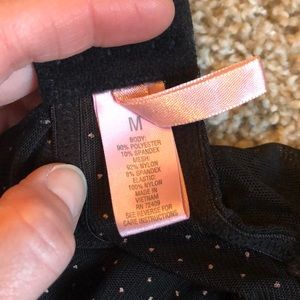 M
BODY:
90% POLYESTER
10% SPANDEX
MESH:
92% NYLON
8% SPANDEX
ELASTIC:
100% NYLON
MADE IN
VIETNAM
RN 72409
SEE REVERSE FOR
CARE INSTRUCTIONS